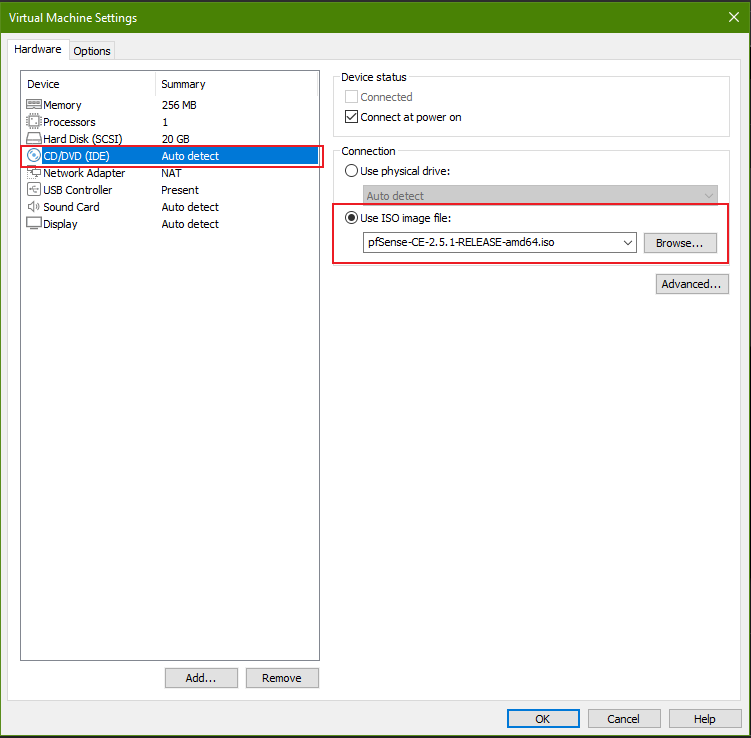 Virtual Machine Settings
Hardware Options
Device Summary
Memory 256 MB
Processors 1
Hard Disk (SCSI) 20 GB
CD/DVD (IDE) Auto detect
Network Adapter NAT
USB Controller Present
Sound Card Auto detect
Display Auto detect
Add... Remove
Device status
Connected
Connect at power on
Connection
Use physical drive:
Auto detect
Use ISO image file:
pfSense-CE-2.5.1-RELEASE-amd64.iso Browse...
Advanced...
OK Cancel Help